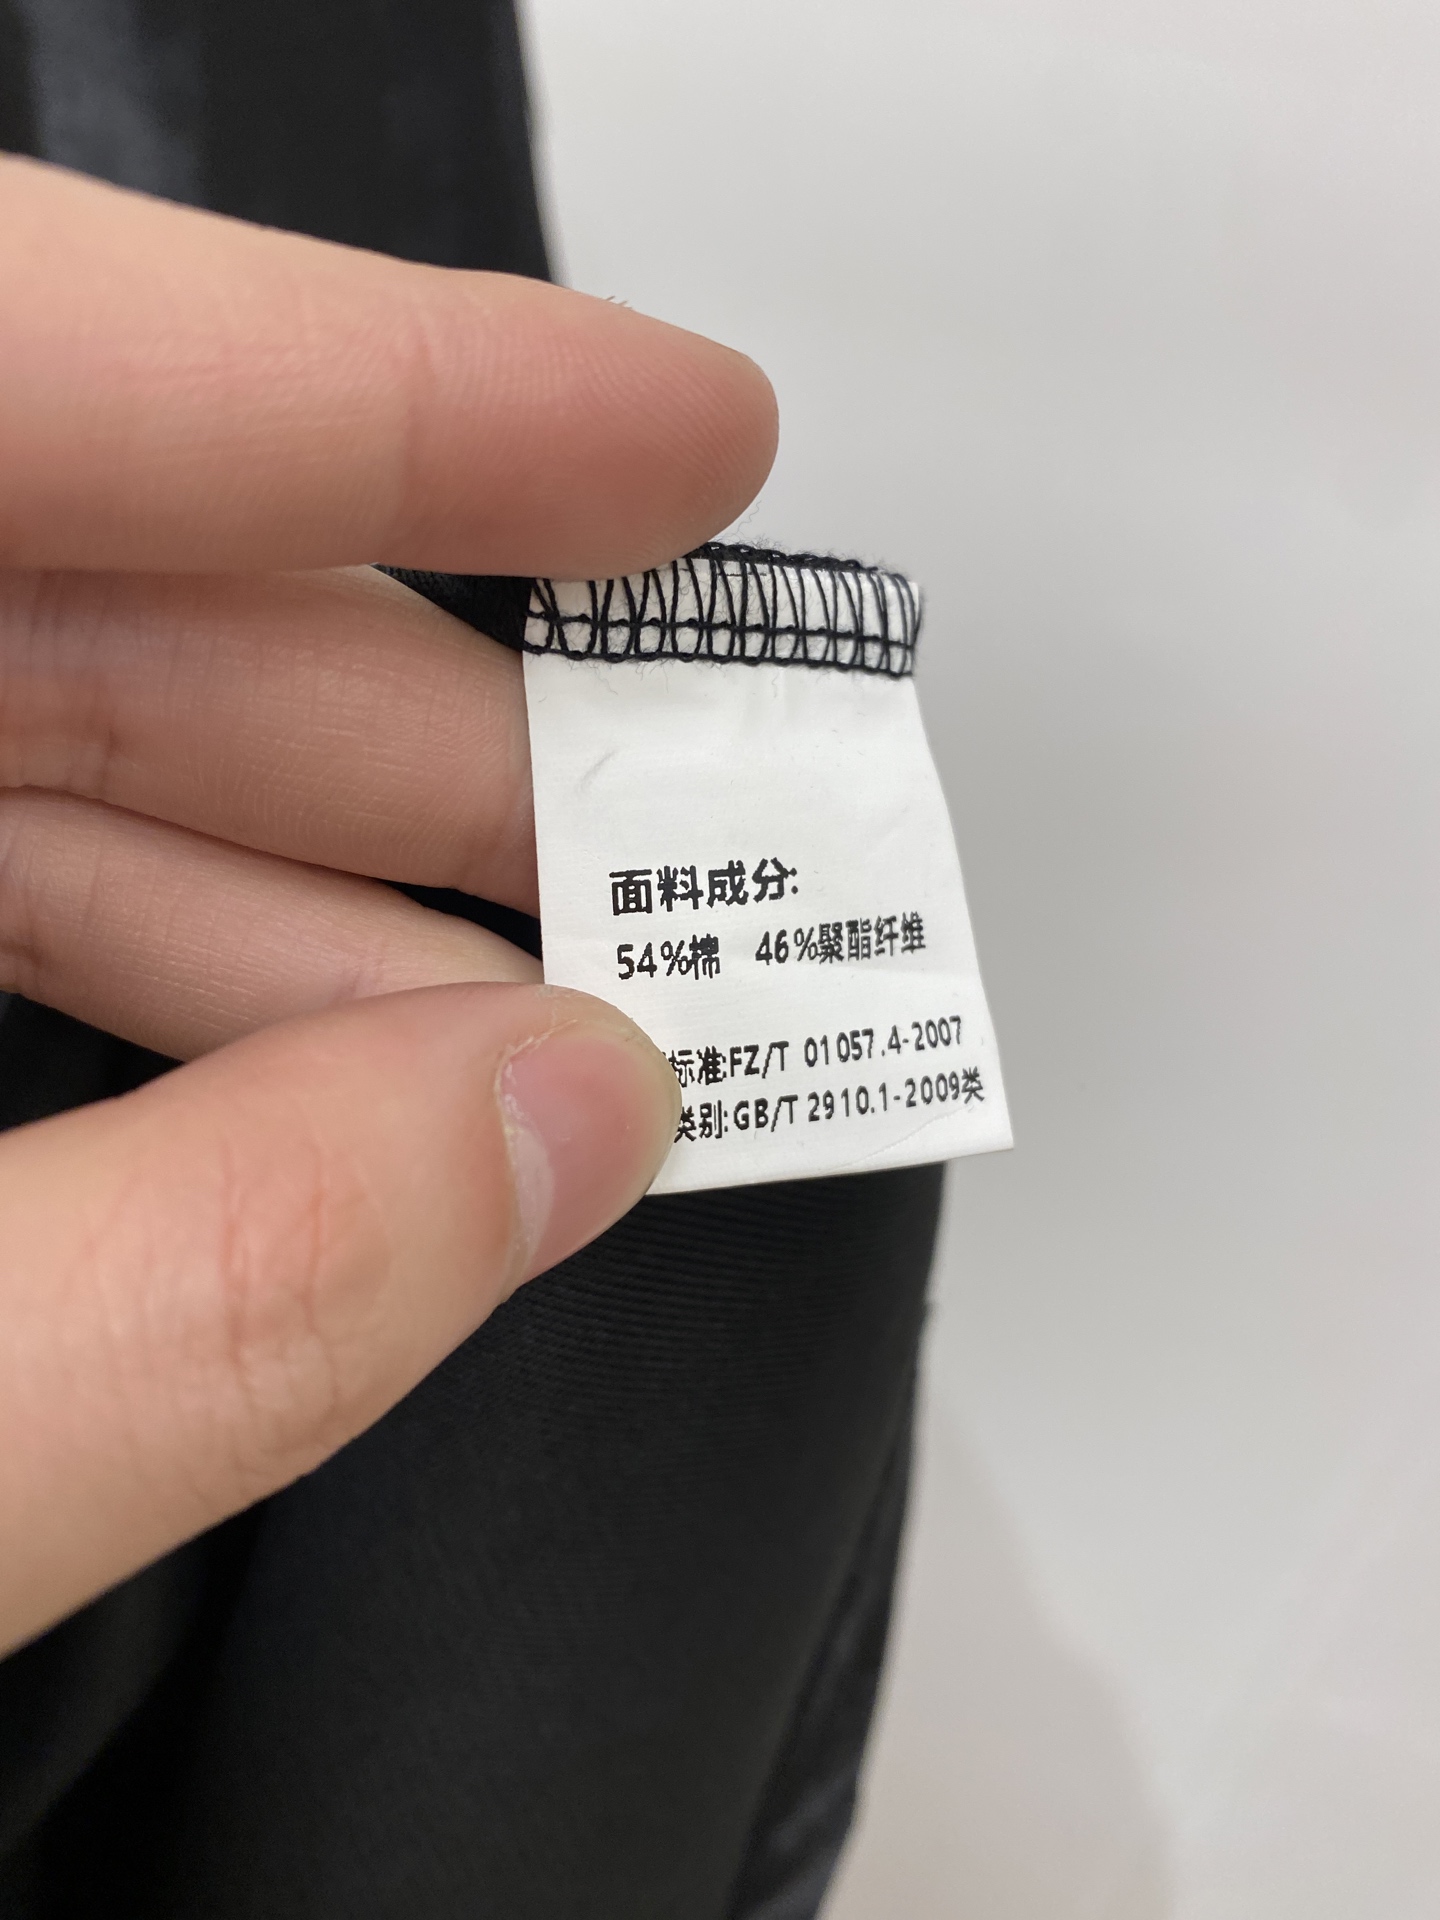 面料成分:
54%棉 46%聚酯纤维
标准:FZ/T 01057.4-2007
类别:GB/T 2910.1-2009类